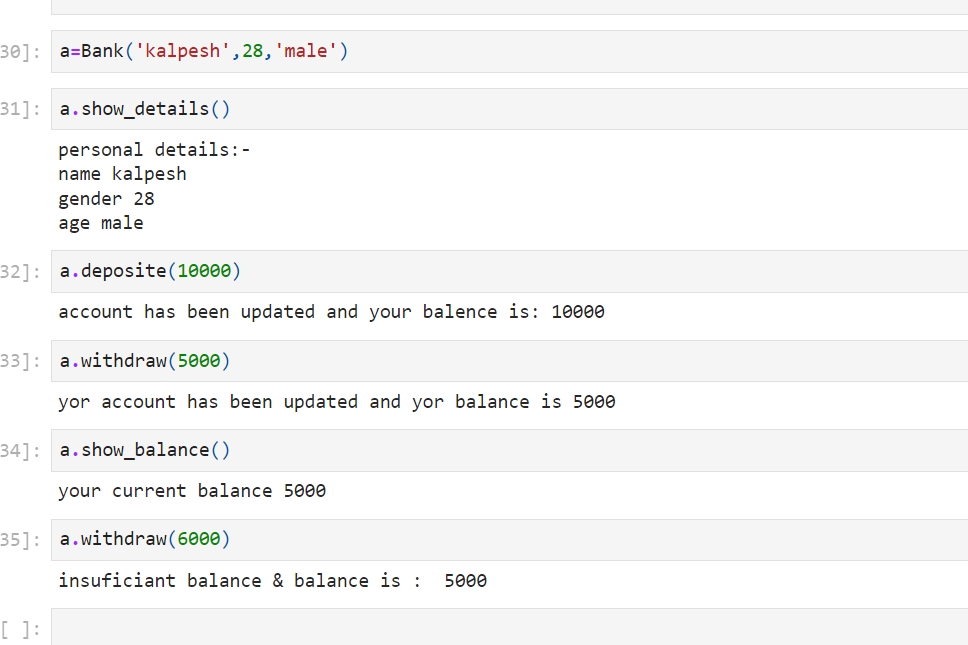 30]: a=Bank('kalpesh',28,'male')
31]: a.show_details()
personal details:-
name kalpesh
gender 28
age male
32]: a.deposite(10000)
account has been updated and your balence is: 10000
33]: a.withdraw(5000)
yor account has been updated and yor balance is 5000
34]: a.show_balance()
your current balance 5000
35]: a.withdraw(6000)
insuficiant balance & balance is :  5000
[ ]: